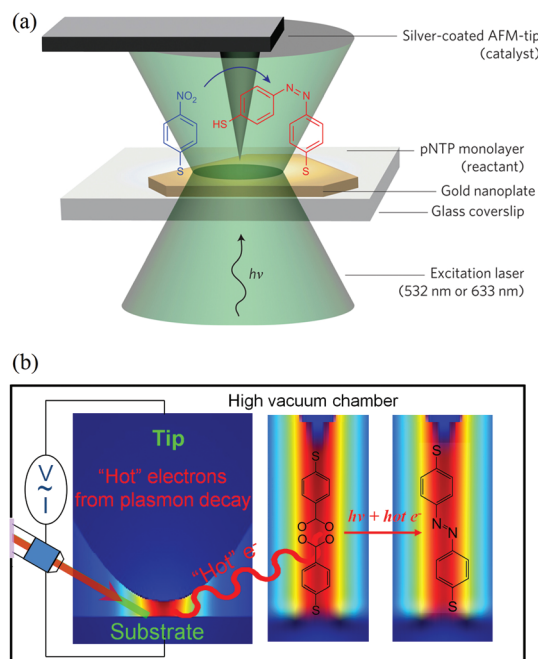 (a)
Silver-coated AFM-tip
(catalyst)
NO2
N
N
HS
S
S
pNTP monolayer
(reactant)
Gold nanoplate
Glass coverslip
hν
Excitation laser
(532 nm or 633 nm)
(b)
High vacuum chamber
Tip
"Hot" electrons
from plasmon decay
V
~
I
"Hot" e-
Substrate
S
O
O
O
O
S
hν + hot e-
S
N
N
S